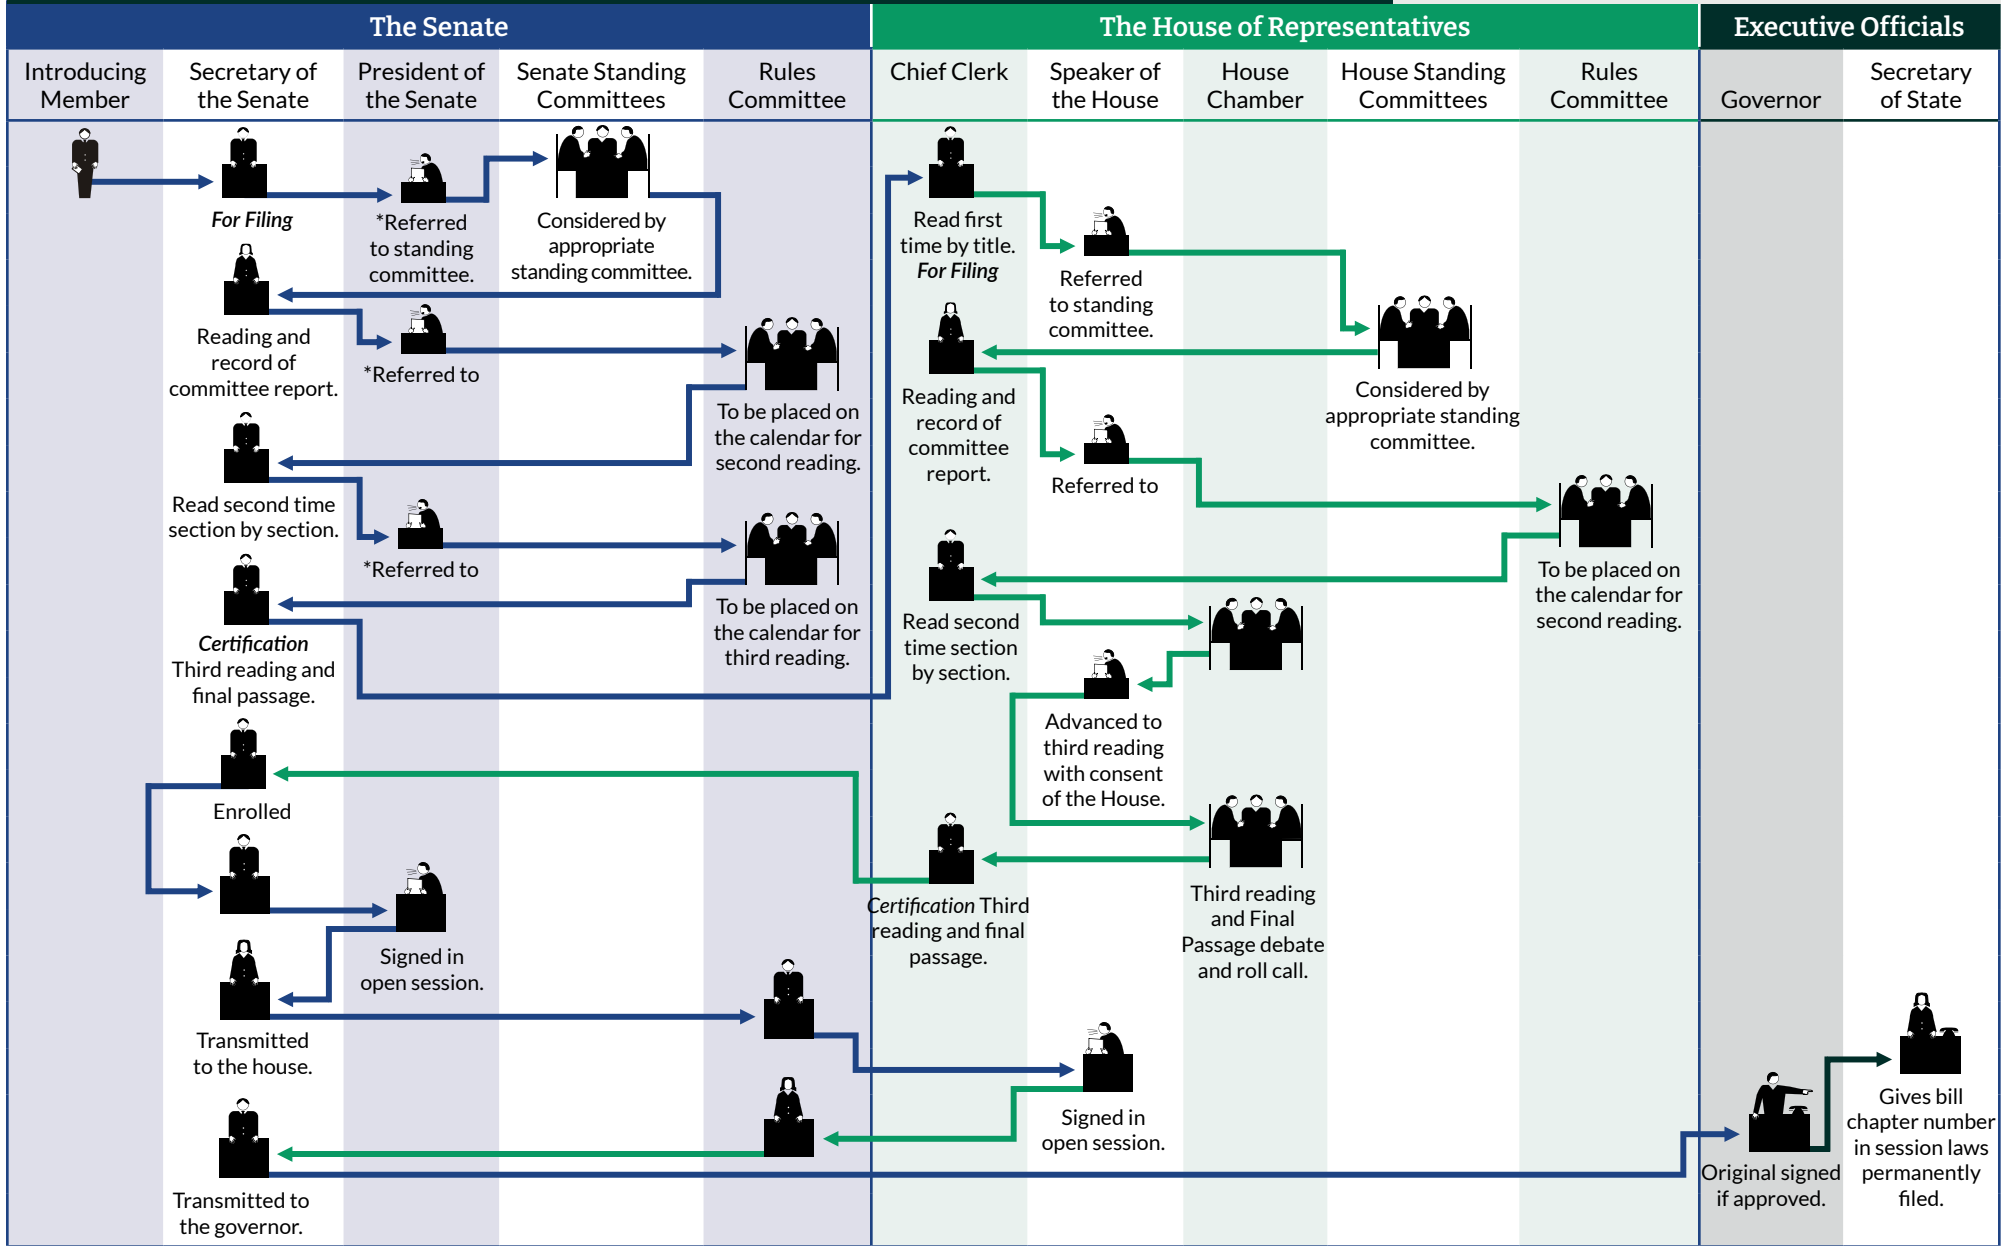 The Senate
The House of Representatives
Executive Officials
Introducing
Member
Secretary of
the Senate
President of
the Senate
Senate Standing
Committees
Rules
Committee
Chief Clerk
Speaker of
the House
House
Chamber
House Standing
Committees
Rules
Committee
Governor
Secretary
of State
For Filing
*Referred
to standing
committee.
Considered by
appropriate
standing committee.
Reading and
record of
committee report.
*Referred to
To be placed on
the calendar for
second reading.
Read second time
section by section.
*Referred to
To be placed on
the calendar for
third reading.
Certification
Third reading and
final passage.
Read first
time by title.
For Filing
Referred
to standing
committee.
Considered by
appropriate standing
committee.
Reading and
record of
committee
report.
Referred to
To be placed on
the calendar for
second reading.
Read second
time section
by section.
Advanced to
third reading
with consent
of the House.
Third reading
and Final
Passage debate
and roll call.
Certification Third
reading and final
passage.
Enrolled
Signed in
open session.
Transmitted
to the house.
Signed in
open session.
Transmitted to
the governor.
Original signed
if approved.
Gives bill
chapter number
in session laws
permanently
filed.